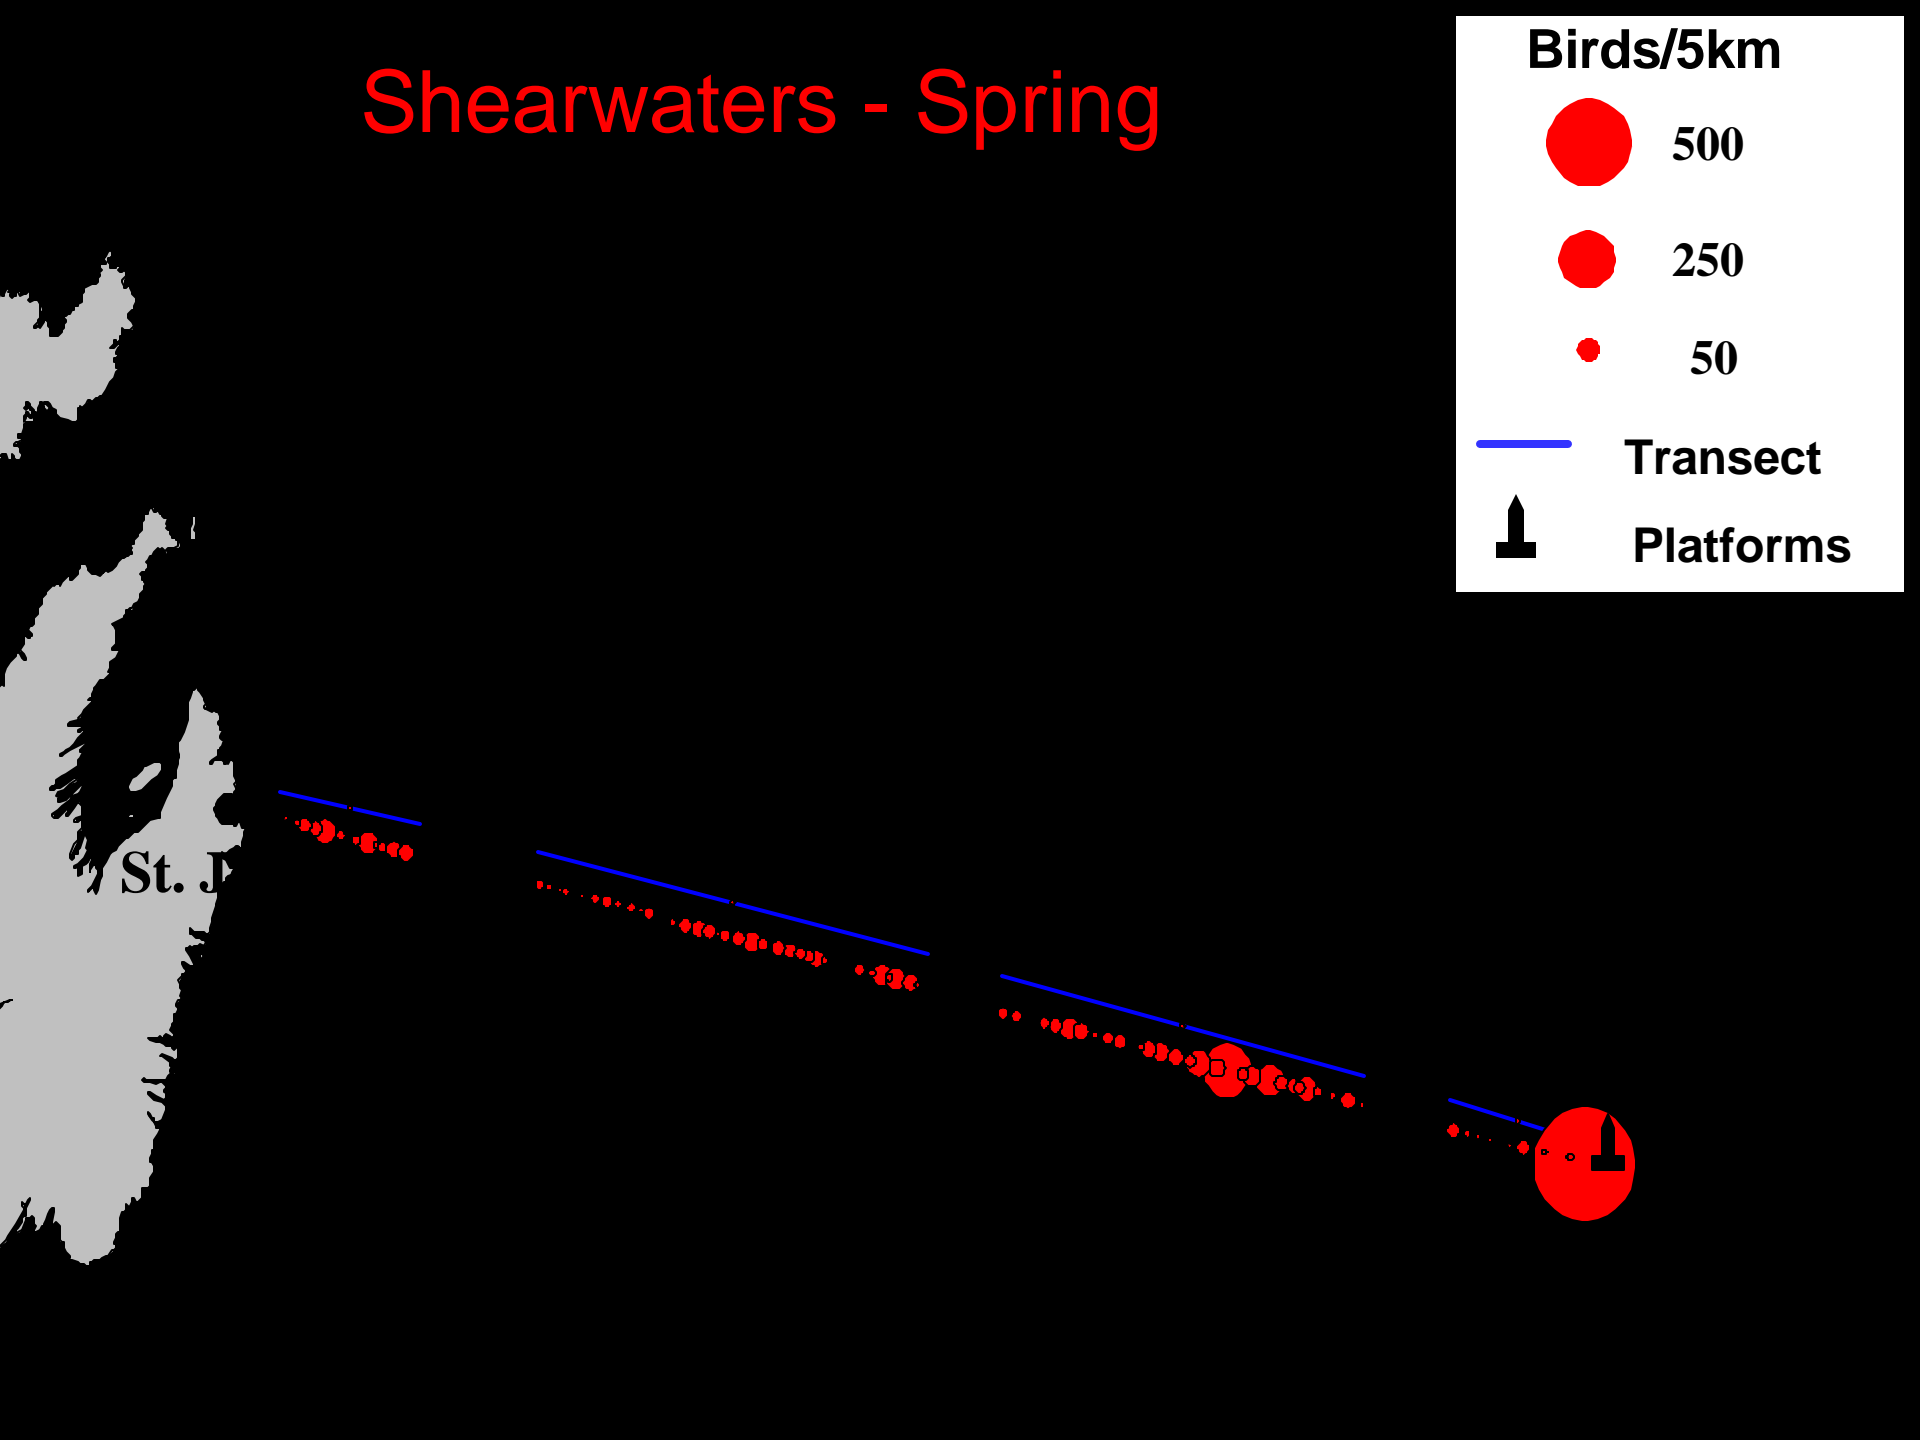 Shearwaters - Spring
Birds/5km
500
250
50
Transect
Platforms
St. J